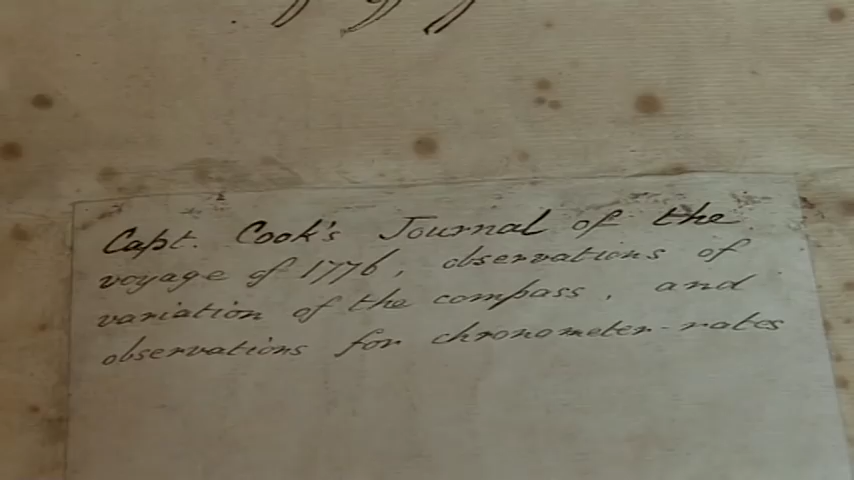 Capt. Cook's Journal of the
voyage of 1776, observations of
variation of the compass, and
observations for chronometer-rates